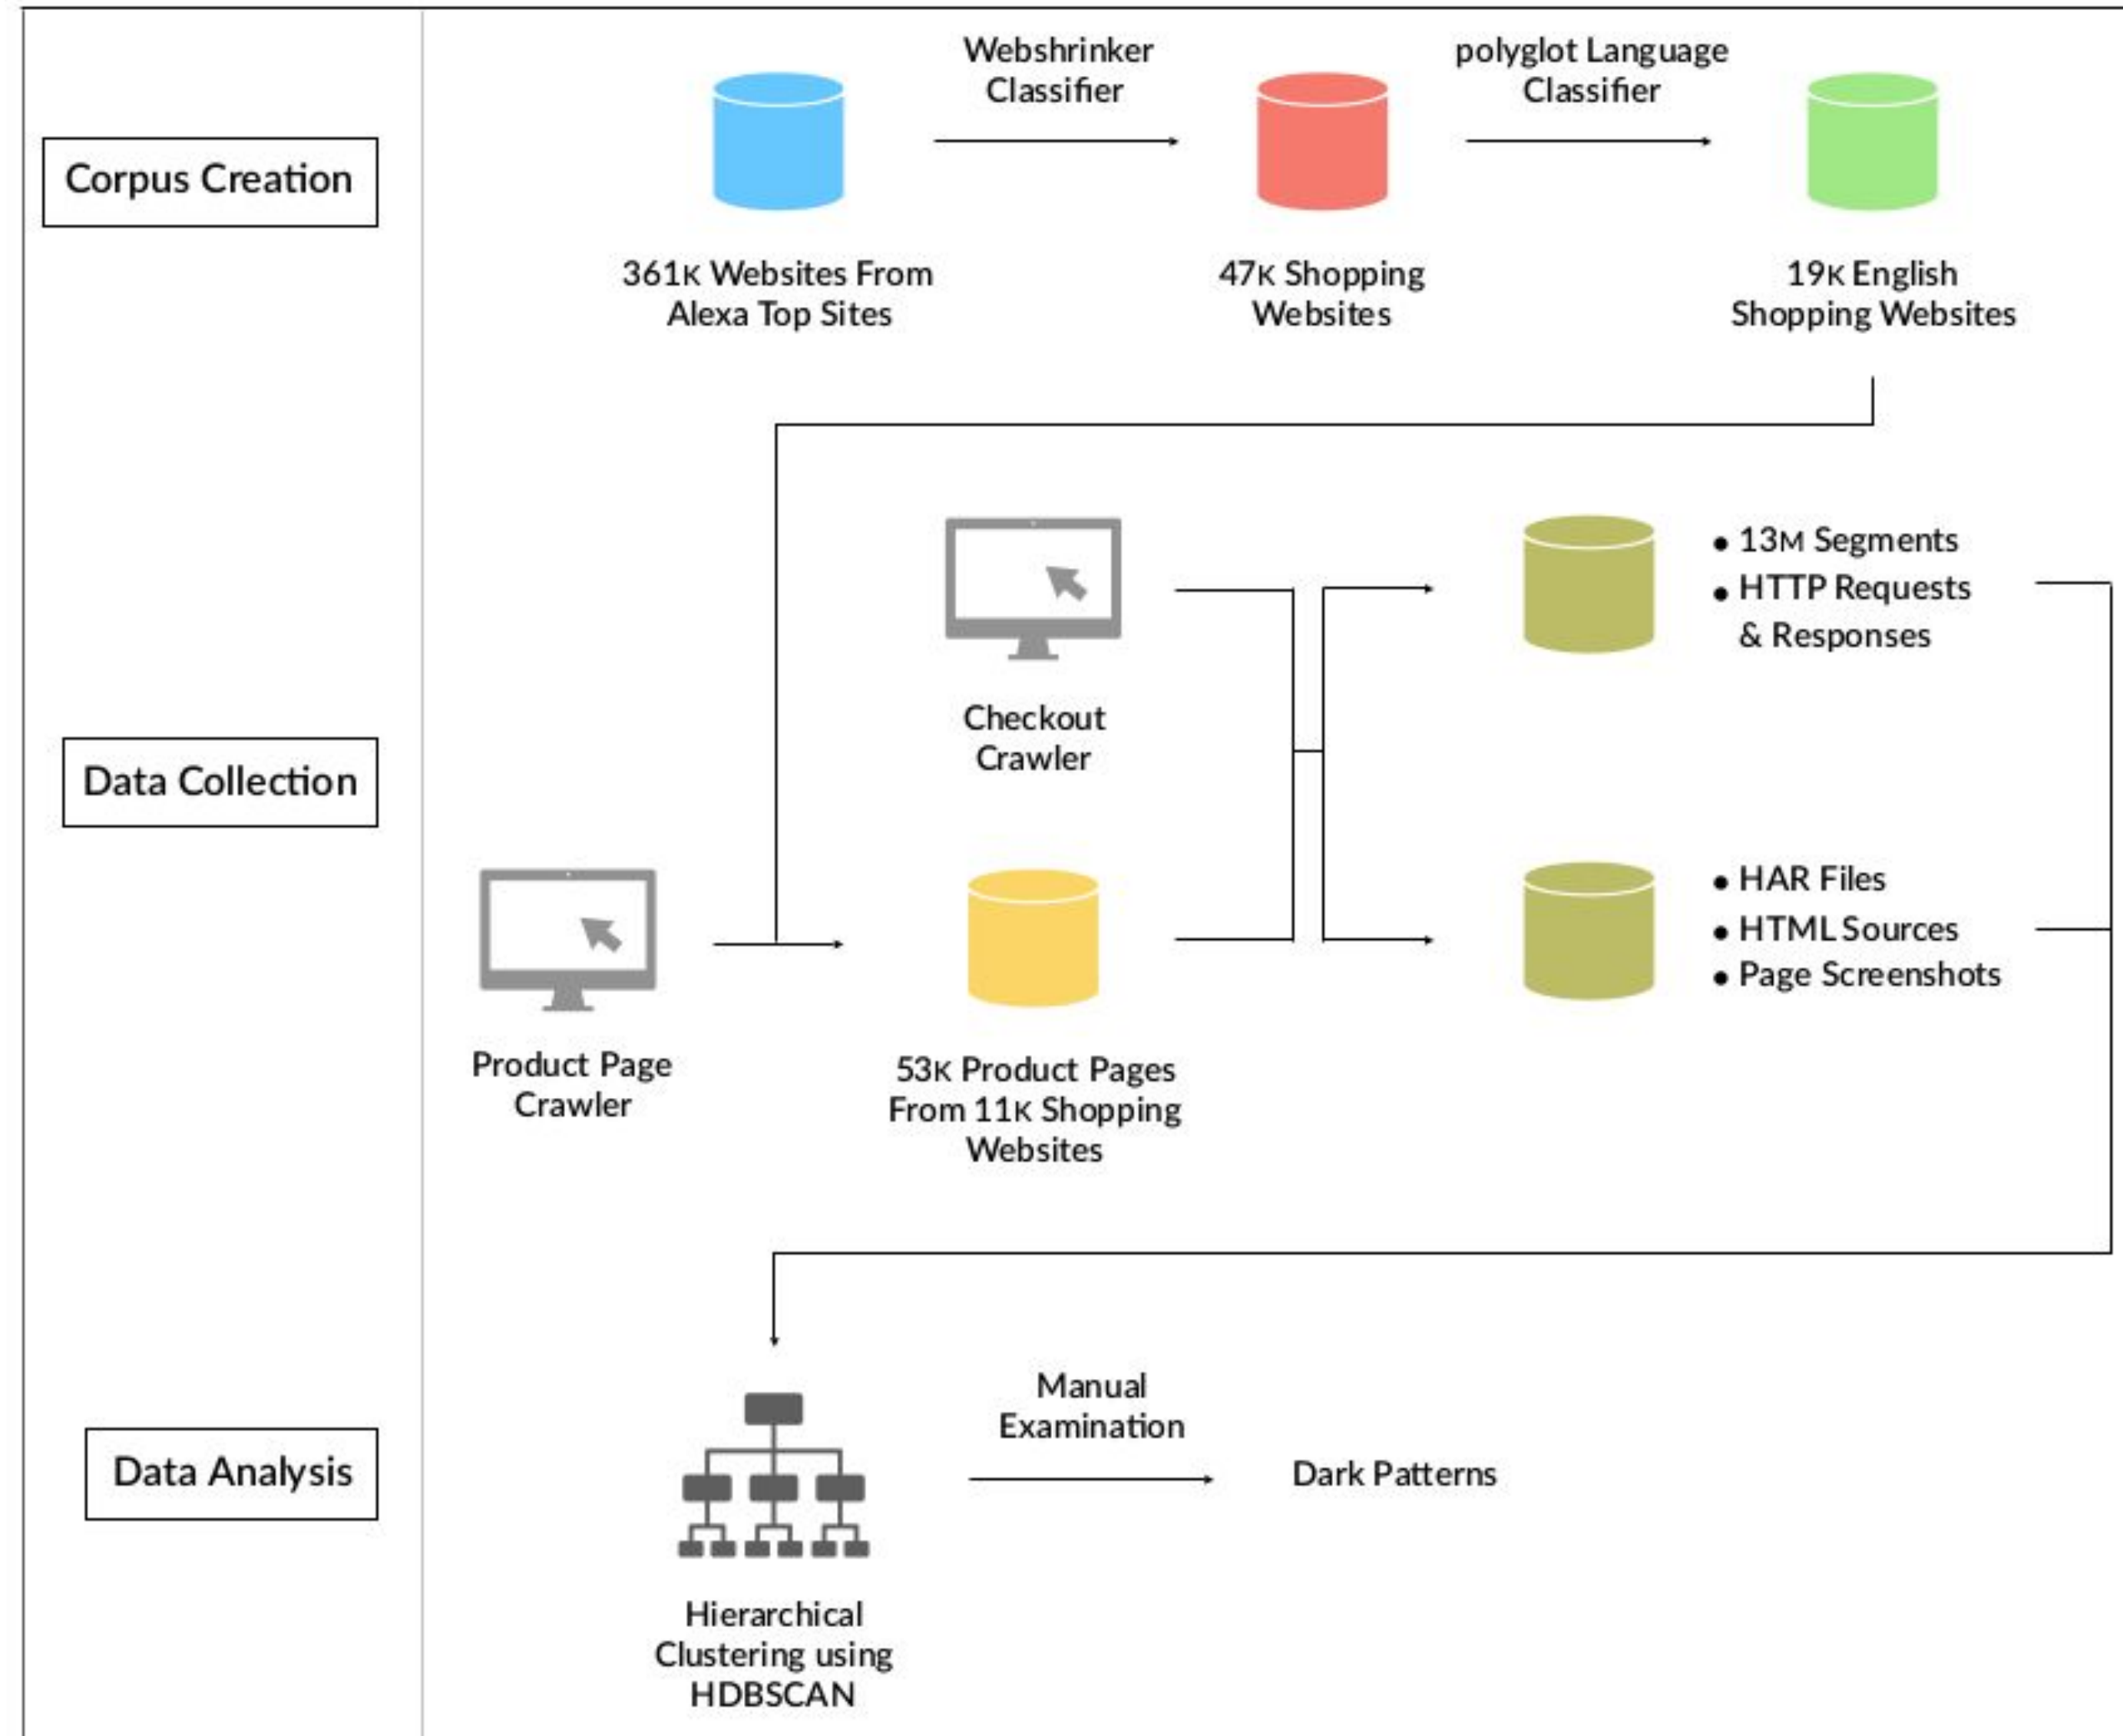 Corpus Creation
Webshrinker
Classifier
polyglot Language
Classifier
361K Websites From
Alexa Top Sites
47K Shopping
Websites
19K English
Shopping Websites
Data Collection
Checkout
Crawler
• 13M Segments
• HTTP Requests
& Responses
Product Page
Crawler
53K Product Pages
From 11K Shopping
Websites
• HAR Files
• HTML Sources
• Page Screenshots
Data Analysis
Hierarchical
Clustering using
HDBSCAN
Manual
Examination
Dark Patterns